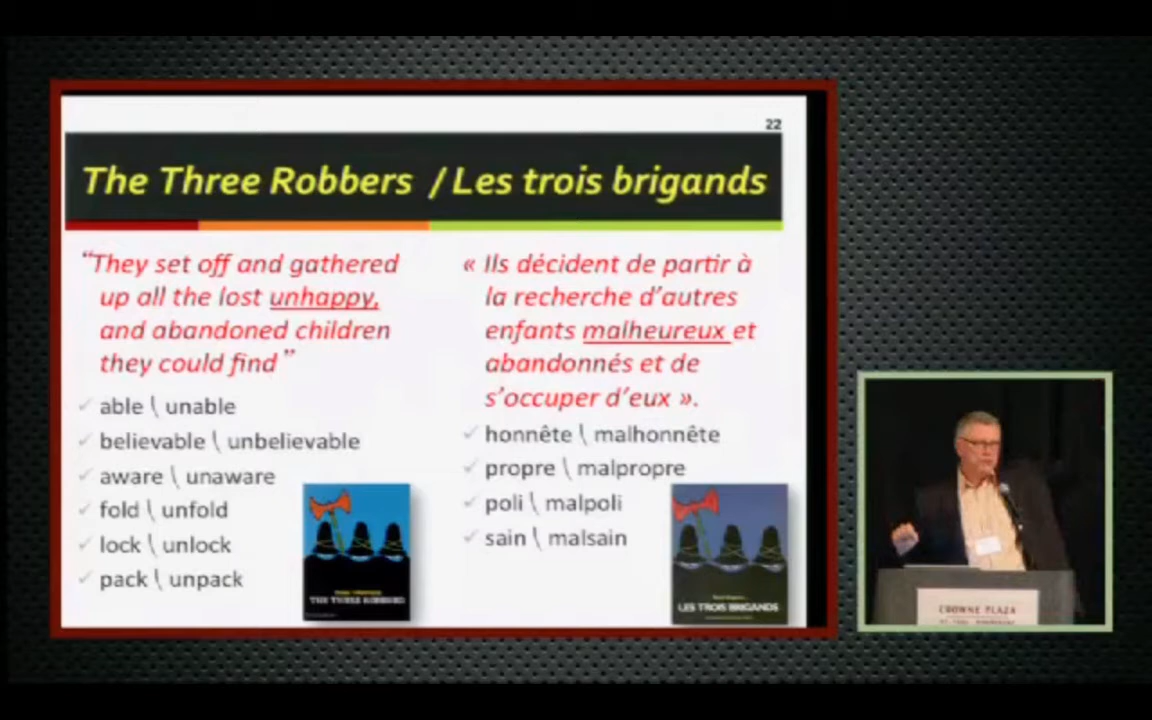 22
The Three Robbers / Les trois brigands
“They set off and gathered
up all the lost unhappy,
and abandoned children
they could find”
✓ able \ unable
✓ believable \ unbelievable
✓ aware \ unaware
✓ fold \ unfold
✓ lock \ unlock
✓ pack \ unpack
THE THREE ROBBERS
« Ils décident de partir à
la recherche d’autres
enfants malheureux et
abandonnés et de
s’occuper d’eux ».
✓ honnête \ malhonnête
✓ propre \ malpropre
✓ poli \ malpoli
✓ sain \ malsain
LES TROIS BRIGANDS
CROWNE PLAZA